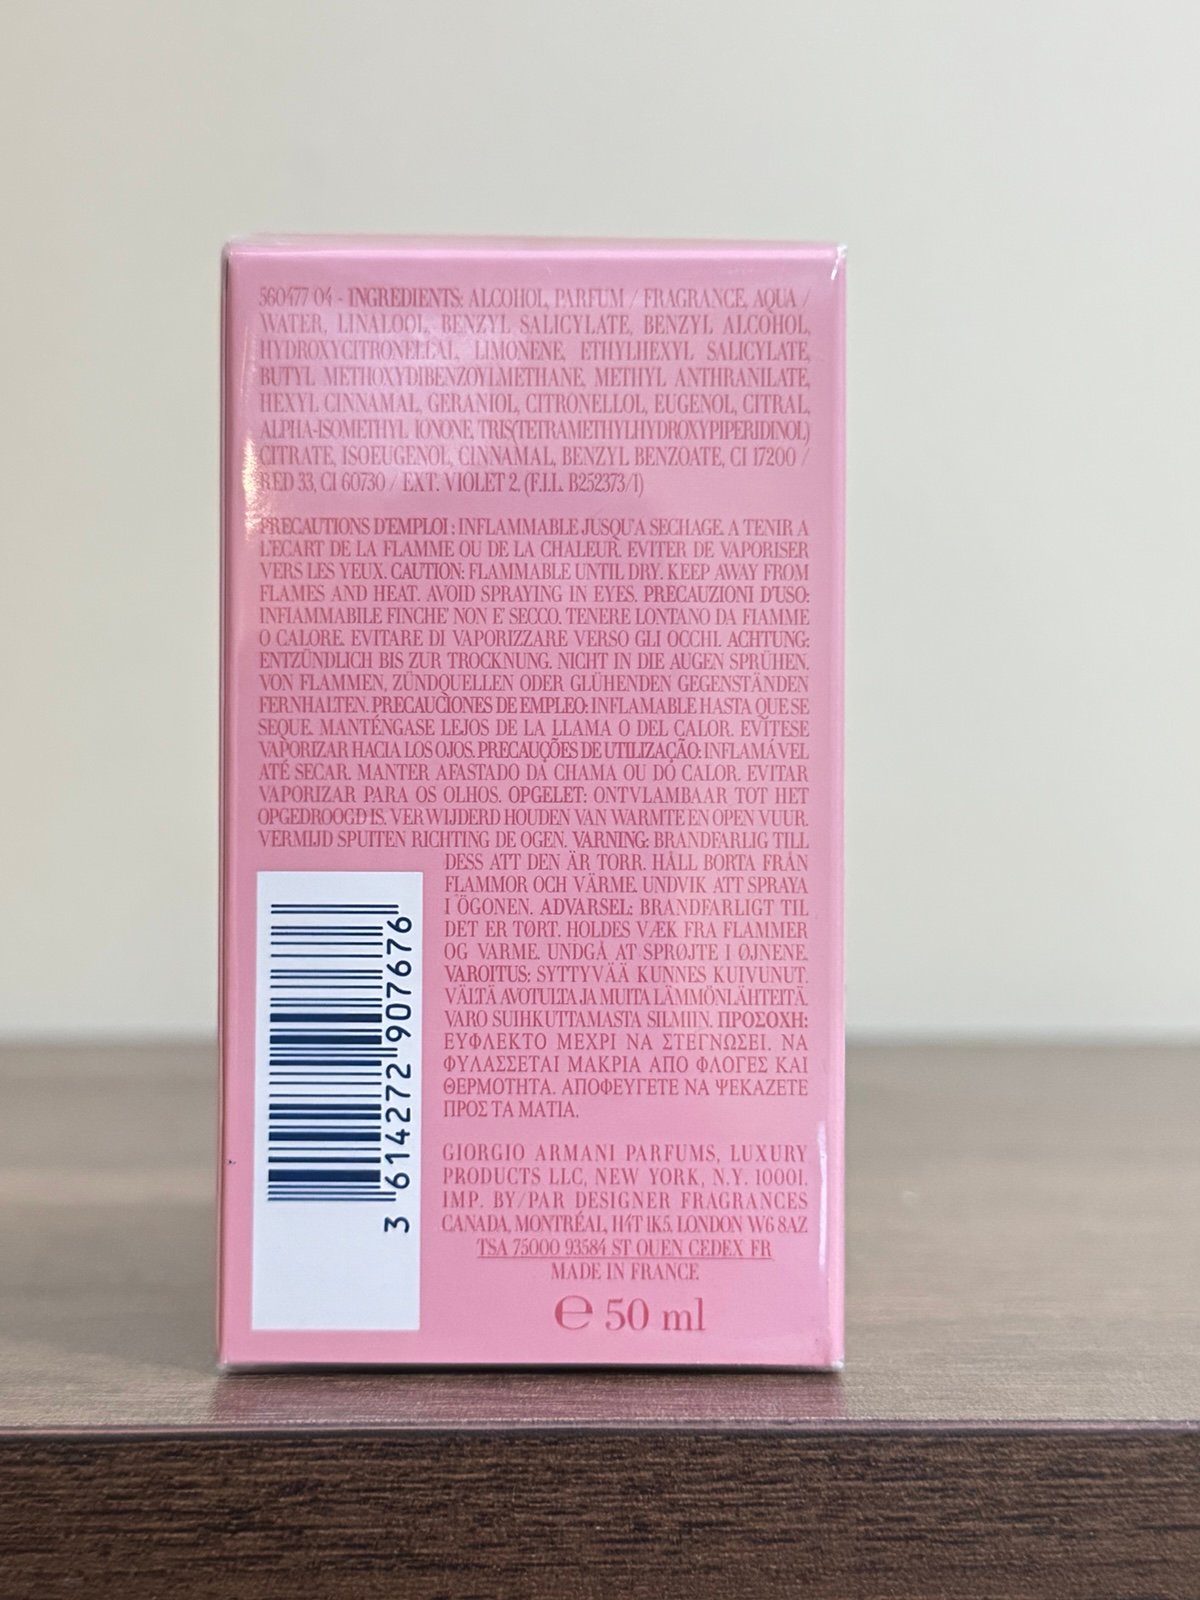 560477 04 - INGREDIENTS: ALCOHOL, PARFUM / FRAGRANCE, AQUA /
WATER, LINALOOL, BENZYL SALICYLATE, BENZYL ALCOHOL,
HYDROXYCITRONELLAL, LIMONENE, ETHYLHEXYL SALICYLATE,
BUTYL METHOXYDIBENZOYLMETHANE, METHYL ANTHRANILATE,
HEXYL CINNAMAL, GERANIOL, CITRONELLOL, EUGENOL, CITRAL,
ALPHA-ISOMETHYL IONONE, TRIS(TETRAMETHYLHYDROXYPIPERIDINOL)
CITRATE, ISOEUGENOL, CINNAMAL, BENZYL BENZOATE, CI 17200 /
RED 33, CI 60730 / EXT. VIOLET 2. (F.I.L. B252373/1)
PRECAUTIONS D'EMPLOI : INFLAMMABLE JUSQU'A SECHAGE. A TENIR A
L'ECART DE LA FLAMME OU DE LA CHALEUR. EVITER DE VAPORISER
VERS LES YEUX. CAUTION: FLAMMABLE UNTIL DRY. KEEP AWAY FROM
FLAMES AND HEAT. AVOID SPRAYING IN EYES. PRECAUZIONI D'USO:
INFIAMMABILE FINCHE' NON E' SECCO. TENERE LONTANO DA FIAMME
O CALORE. EVITARE DI VAPORIZZARE VERSO GLI OCCHI. ACHTUNG:
ENTZÜNDLICH BIS ZUR TROCKNUNG. NICHT IN DIE AUGEN SPRÜHEN.
VON FLAMMEN, ZÜNDQUELLEN ODER GLÜHENDEN GEGENSTÄNDEN
FERNHALTEN. PRECAUCIONES DE EMPLEO: INFLAMABLE HASTA QUE SE
SEQUE. MANTÉNGASE LEJOS DE LA LLAMA O DEL CALOR. EVÍTESE
VAPORIZAR HACIA LOS OJOS. PRECAUÇÕES DE UTILIZAÇÃO: INFLAMÁVEL
ATÉ SECAR. MANTER AFASTADO DA CHAMA OU DO CALOR. EVITAR
VAPORIZAR PARA OS OLHOS. OPGELET: ONTVLAMBAAR TOT HET
OPGEDROOGD IS. VERWIJDERD HOUDEN VAN WARMTE EN OPEN VUUR.
VERMIJD SPUITEN RICHTING DE OGEN. VARNING: BRANDFARLIG TILL
DESS ATT DEN ÄR TORR. HÅLL BORTA FRÅN
FLAMMOR OCH VÄRME. UNDVIK ATT SPRAYA
I ÖGONEN. ADVARSEL: BRANDFARLIGT TIL
DET ER TØRT. HOLDES VÆK FRA FLAMMER
OG VARME. UNDGÅ AT SPRØJTE I ØJNENE.
VAROITUS: SYTTYVÄÄ KUNNES KUIVUNUT.
VÄLTÄ AVOTULTA JA MUITA LÄMMÖNLÄHTEITÄ.
VARO SUIHKUTTAMASTA SILMIIN. ΠΡΟΣΟΧΗ:
ΕΥΦΛΕΚΤΟ ΜΕΧΡΙ ΝΑ ΣΤΕΓΝΩΣΕΙ. ΝΑ
ΦΥΛΑΣΣΕΤΑΙ ΜΑΚΡΙΑ ΑΠΟ ΦΛΟΓΕΣ ΚΑΙ
ΘΕΡΜΟΤΗΤΑ. ΑΠΟΦΕΥΓΕΤΕ ΝΑ ΨΕΚΑΖΕΤΕ
ΠΡΟΣ ΤΑ ΜΑΤΙΑ.
3 614272 907676
GIORGIO ARMANI PARFUMS, LUXURY
PRODUCTS LLC, NEW YORK, N.Y. 10001.
IMP. BY/PAR DESIGNER FRAGRANCES
CANADA, MONTRÉAL, H4T 1K5. LONDON W6 8AZ
TSA 75000 93584 ST OUEN CEDEX FR
MADE IN FRANCE
℮ 50 ml